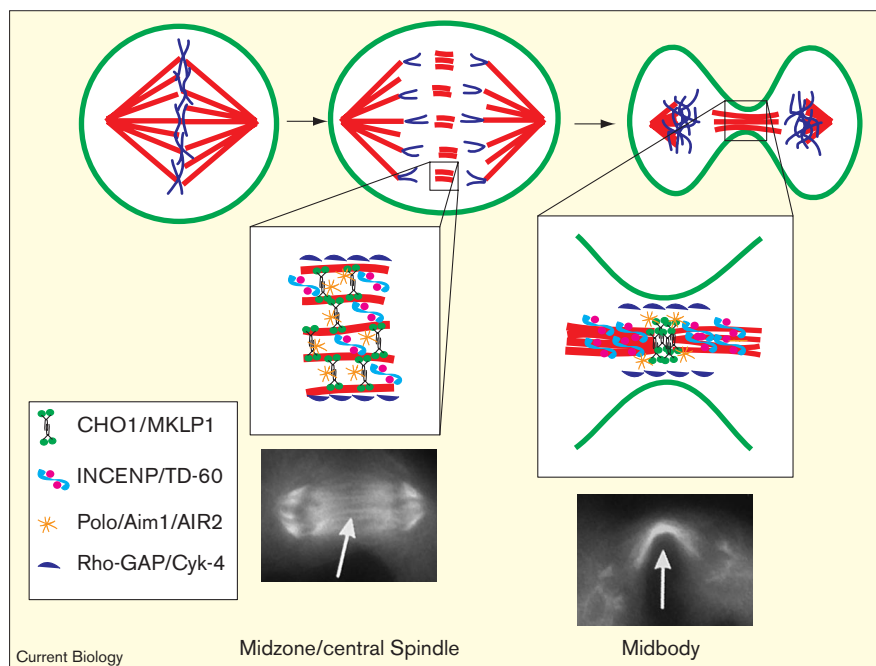 CHO1/MKLP1
INCENP/TD-60
Polo/Aim1/AIR2
Rho-GAP/Cyk-4
Midzone/central Spindle
Midbody
Current Biology